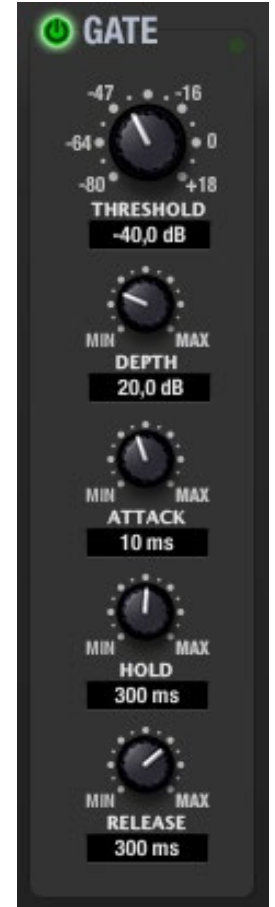 GATE
-47 -16
-64 0
-80 +18
THRESHOLD
-40,0 dB
MIN MAX
DEPTH
20,0 dB
MIN MAX
ATTACK
10 ms
MIN MAX
HOLD
300 ms
MIN MAX
RELEASE
300 ms